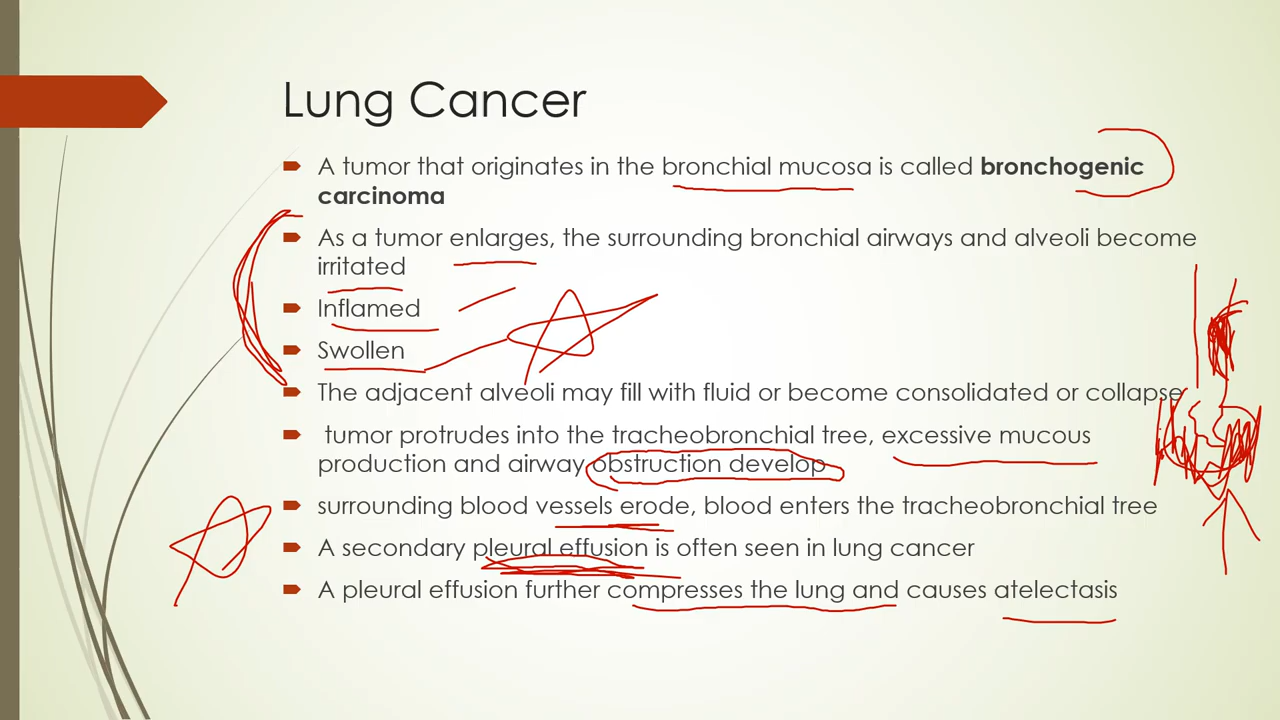 Lung Cancer
A tumor that originates in the bronchial mucosa is called bronchogenic
carcinoma
As a tumor enlarges, the surrounding bronchial airways and alveoli become
irritated
Inflamed
Swollen
The adjacent alveoli may fill with fluid or become consolidated or collapse
tumor protrudes into the tracheobronchial tree, excessive mucous
production and airway obstruction develop
surrounding blood vessels erode, blood enters the tracheobronchial tree
A secondary pleural effusion is often seen in lung cancer
A pleural effusion further compresses the lung and causes atelectasis